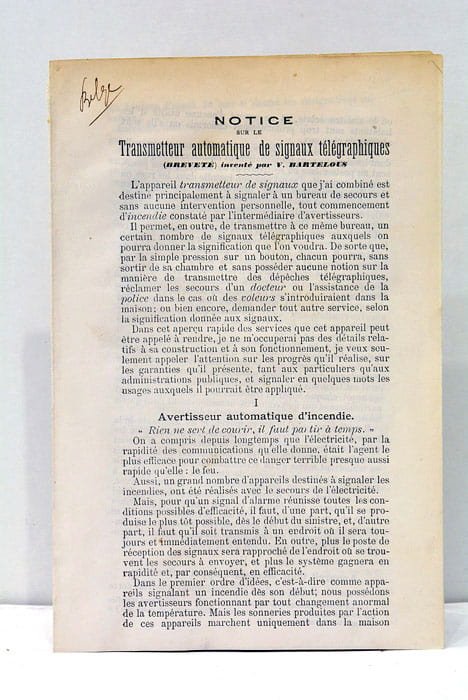 Belge
NOTICE
SUR LE
Transmetteur automatique de signaux télégraphiques
(BREVETÉ) inventé par V. BARTELOUS
L'appareil transmetteur de signaux que j'ai combiné est
destiné principalement à signaler à un bureau de secours et
sans aucune intervention personnelle, tout commencement
d'incendie constaté par l'intermédiaire d'avertisseurs.
Il permet, en outre, de transmettre à ce même bureau, un
certain nombre de signaux télégraphiques auxquels on
pourra donner la signification que l'on voudra. De sorte que,
par la simple pression sur un bouton, chacun pourra, sans
sortir de sa chambre et sans posséder aucune notion sur la
manière de transmettre des dépêches télégraphiques,
réclamer les secours d'un docteur ou l'assistance de la
police dans le cas où des voleurs s'introduiraient dans la
maison; ou bien encore, demander tout autre service, selon
la signification donnée aux signaux.
Dans cet aperçu rapide des services que cet appareil peut
être appelé à rendre, je ne m'occuperai pas des détails rela-
tifs à sa construction et à son fonctionnement, je veux seu-
lement appeler l'attention sur les progrès qu'il réalise, sur
les garanties qu'il présente, tant aux particuliers qu'aux
administrations publiques, et signaler en quelques mots les
usages auxquels il pourrait être appliqué.
I
Avertisseur automatique d'incendie.
« Rien ne sert de courir, il faut partir à temps. »
On a compris depuis longtemps que l'électricité, par la
rapidité des communications qu'elle donne, était l'agent le
plus efficace pour combattre ce danger terrible presque aussi
rapide qu'elle : le feu.
Aussi, un grand nombre d'appareils destinés à signaler les
incendies, ont été réalisés avec le secours de l'électricité.
Mais, pour qu'un signal d'alarme réunisse toutes les con-
ditions possibles d'efficacité, il faut, d'une part, qu'il se pro-
duise le plus tôt possible, dès le début du sinistre, et, d'autre
part, il faut qu'il soit transmis à un endroit où il sera tou-
jours et immédiatement entendu. En outre, plus le poste de
réception des signaux sera rapproché de l'endroit où se trou-
vent les secours à envoyer, et plus le système gagnera en
rapidité et, par conséquent, en efficacité.
Dans le premier ordre d'idées, c'est-à-dire comme appa-
reils signalant un incendie dès son début; nous possédons
les avertisseurs fonctionnant par tout changement anormal
de la température. Mais les sonneries produites par l'action
de ces appareils marchent uniquement dans la maison